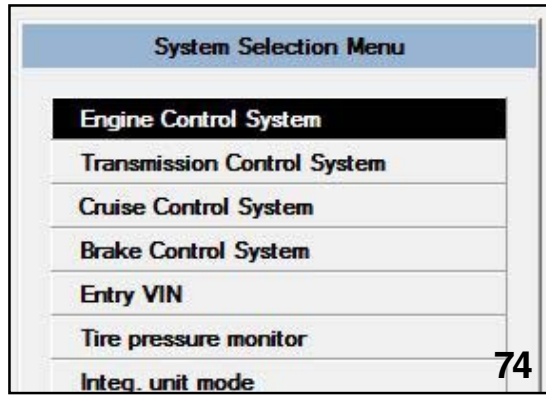 System Selection Menu
Engine Control System
Transmission Control System
Cruise Control System
Brake Control System
Entry VIN
Tire pressure monitor
Integ. unit mode
74